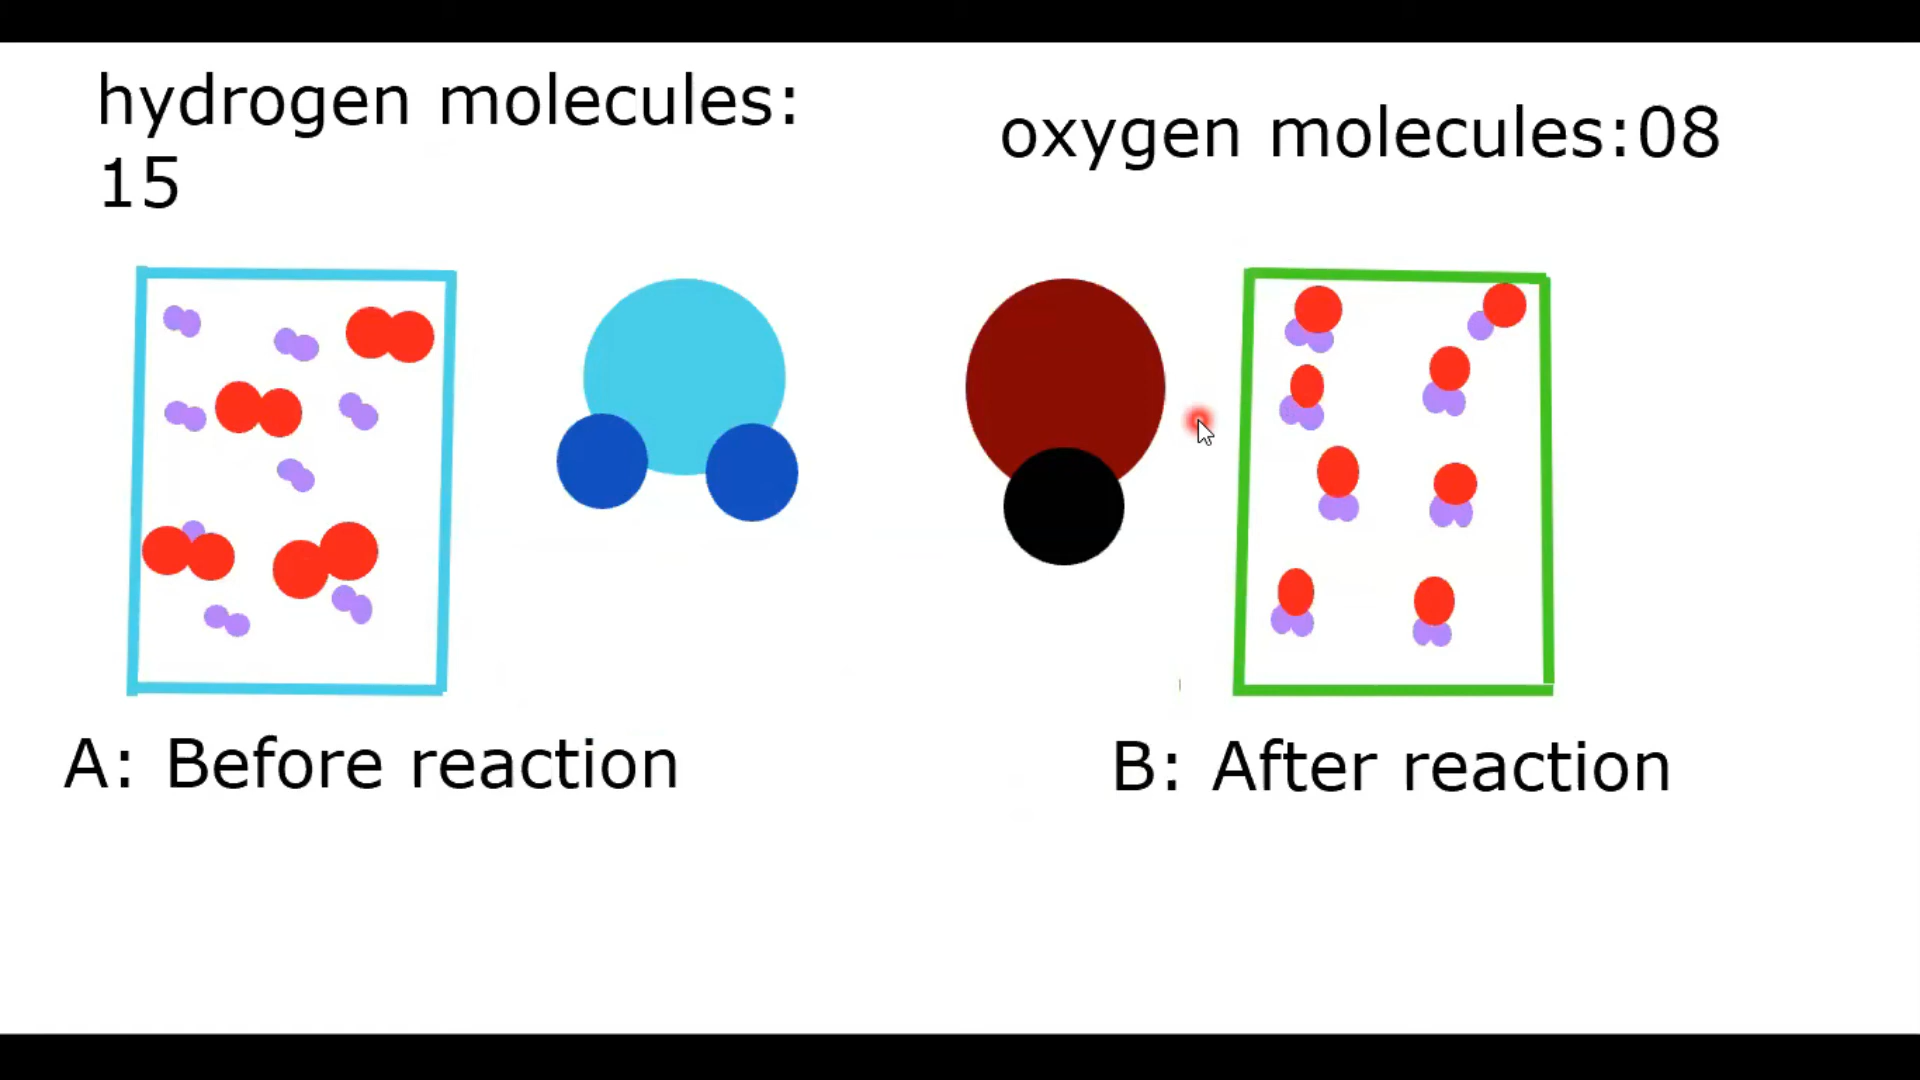 hydrogen molecules:
15
oxygen molecules:08
A: Before reaction
B: After reaction